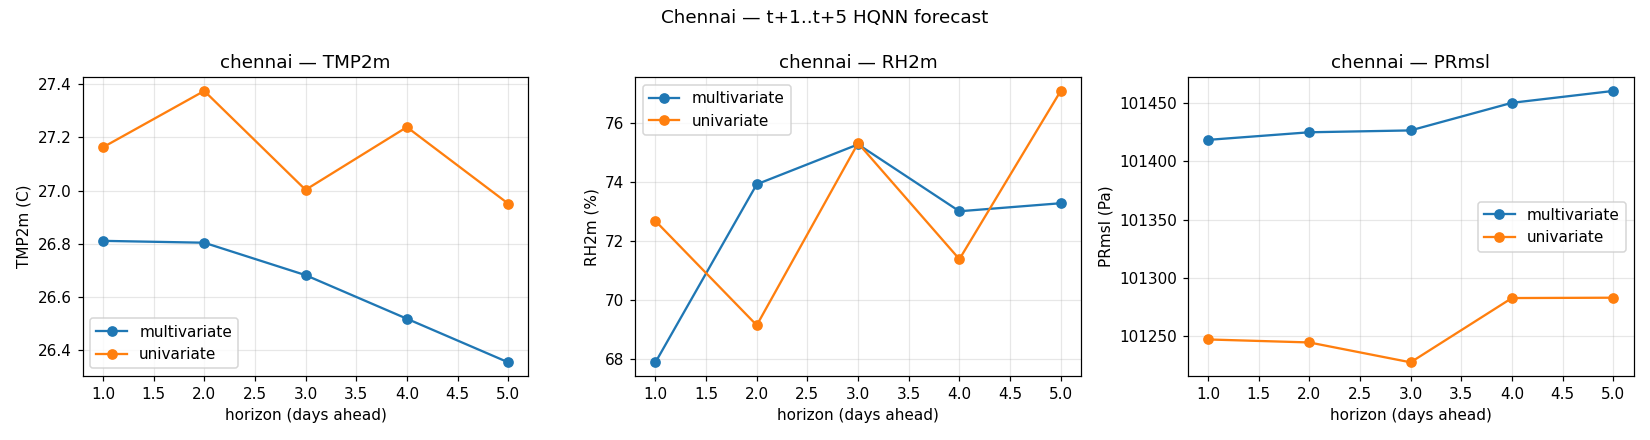 Chennai — t+1..t+5 HQNN forecast
chennai — TMP2m
27.4
27.2
27.0
26.8
26.6
26.4
TMP2m (C)
multivariate
univariate
1.0 1.5 2.0 2.5 3.0 3.5 4.0 4.5 5.0
horizon (days ahead)
chennai — RH2m
76
74
72
70
68
RH2m (%)
multivariate
univariate
1.0 1.5 2.0 2.5 3.0 3.5 4.0 4.5 5.0
horizon (days ahead)
chennai — PRmsl
101450
101400
101350
101300
101250
PRmsl (Pa)
multivariate
univariate
1.0 1.5 2.0 2.5 3.0 3.5 4.0 4.5 5.0
horizon (days ahead)